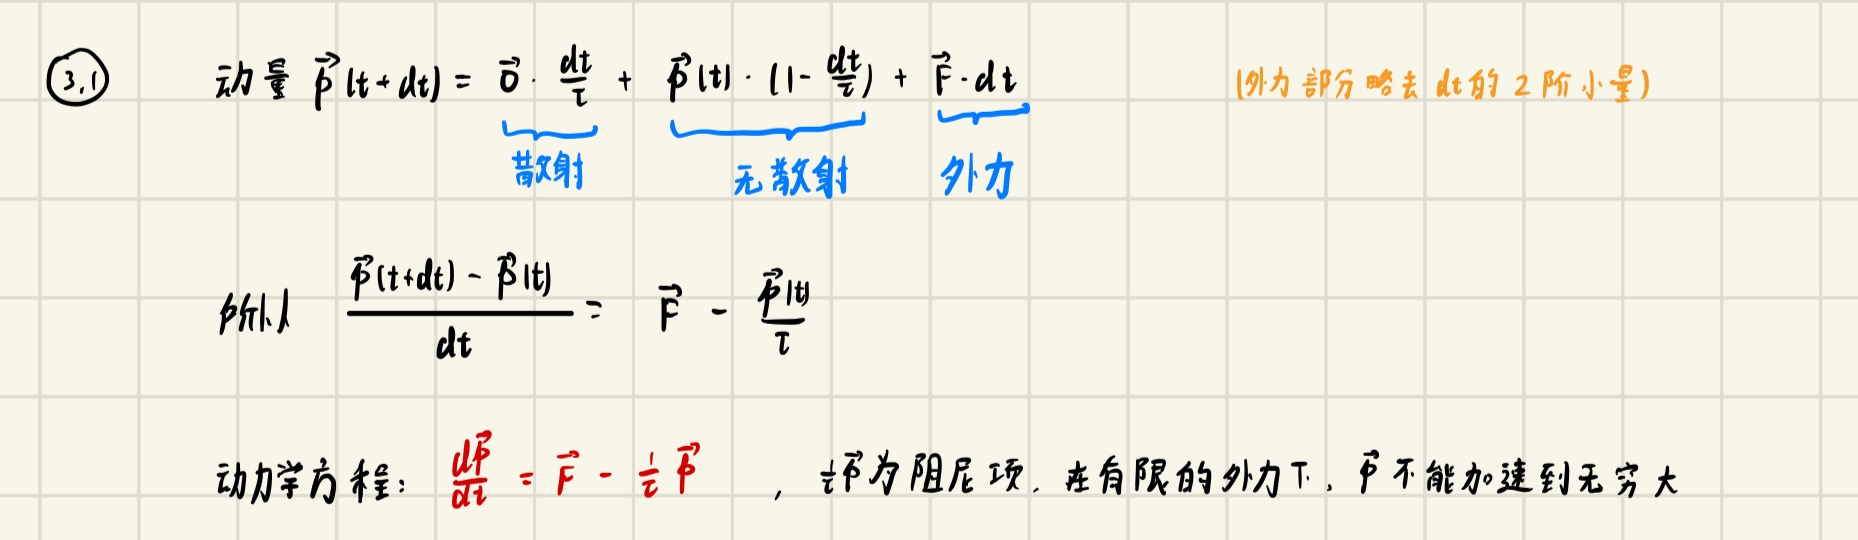 3.1 动量 $\vec{p}(t+dt) = \vec{0} \cdot \frac{dt}{\tau} + \vec{p}(t) \cdot (1-\frac{dt}{\tau}) + \vec{F} \cdot dt$ (外力部分略去 dt的 2 阶小量)
散射 无散射 外力
所以 $\frac{\vec{p}(t+dt) - \vec{p}(t)}{dt} = \vec{F} - \frac{\vec{p}(t)}{\tau}$
动力学方程: $\frac{d\vec{p}}{dt} = \vec{F} - \frac{1}{\tau}\vec{p}$ , $\frac{1}{\tau}\vec{p}$为阻尼项. 在有限的外力下, $\vec{p}$ 不能加速到无穷大